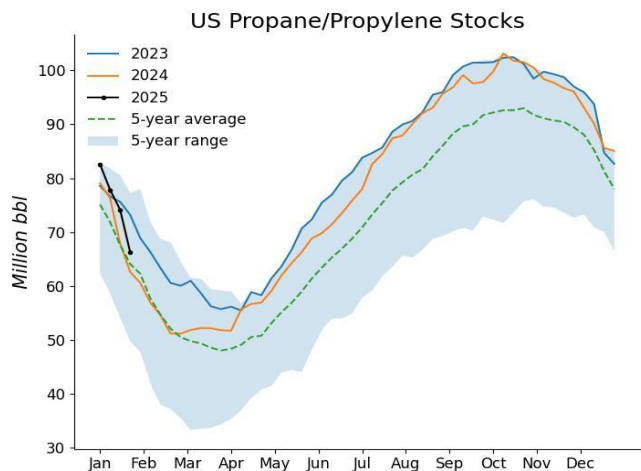 US Propane/Propylene Stocks
2023
2024
2025
5-year average
5-year range
Million bbl
100
90
80
70
60
50
40
30
Jan Feb Mar Apr May Jun Jul Aug Sep Oct Nov Dec